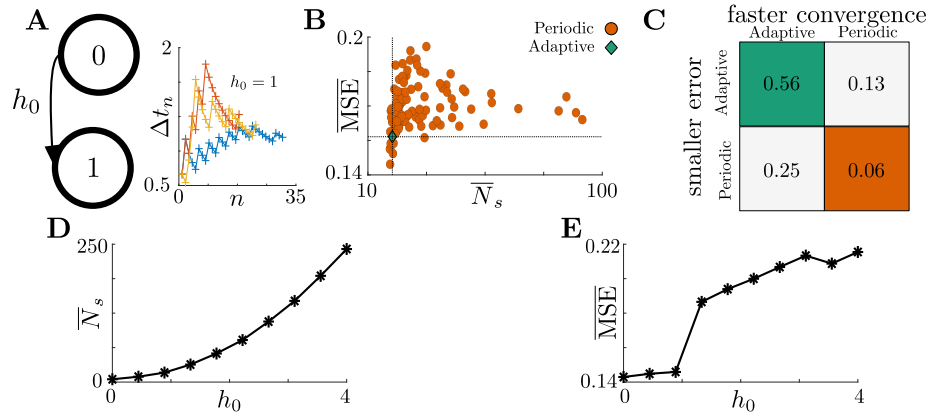 A
0
h₀
1
2
Δtₙ
0.5
h₀ = 1
n
35
B
0.2
MSE
0.14
10
Nₛ
100
Periodic
Adaptive
C
faster convergence
Adaptive Periodic
smaller error
Adaptive
Periodic
0.56 0.13
0.25 0.06
D
250
N̅ₛ
0
0
h₀
4
E
0.22
MSE
0.14
0
h₀
4